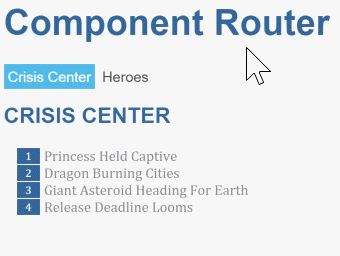 Component Router
Crisis Center Heroes
CRISIS CENTER
1 Princess Held Captive
2 Dragon Burning Cities
3 Giant Asteroid Heading For Earth
4 Release Deadline Looms